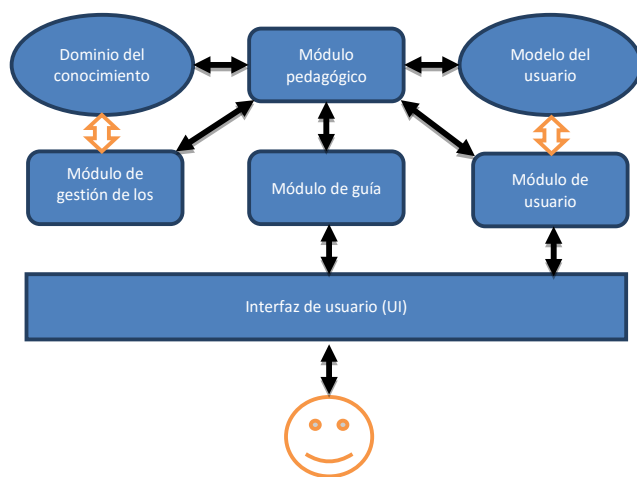 Dominio del
conocimiento
Módulo
pedagógico
Modelo del
usuario
Módulo de
gestión de los
Módulo de guía
Módulo de
usuario
Interfaz de usuario (UI)